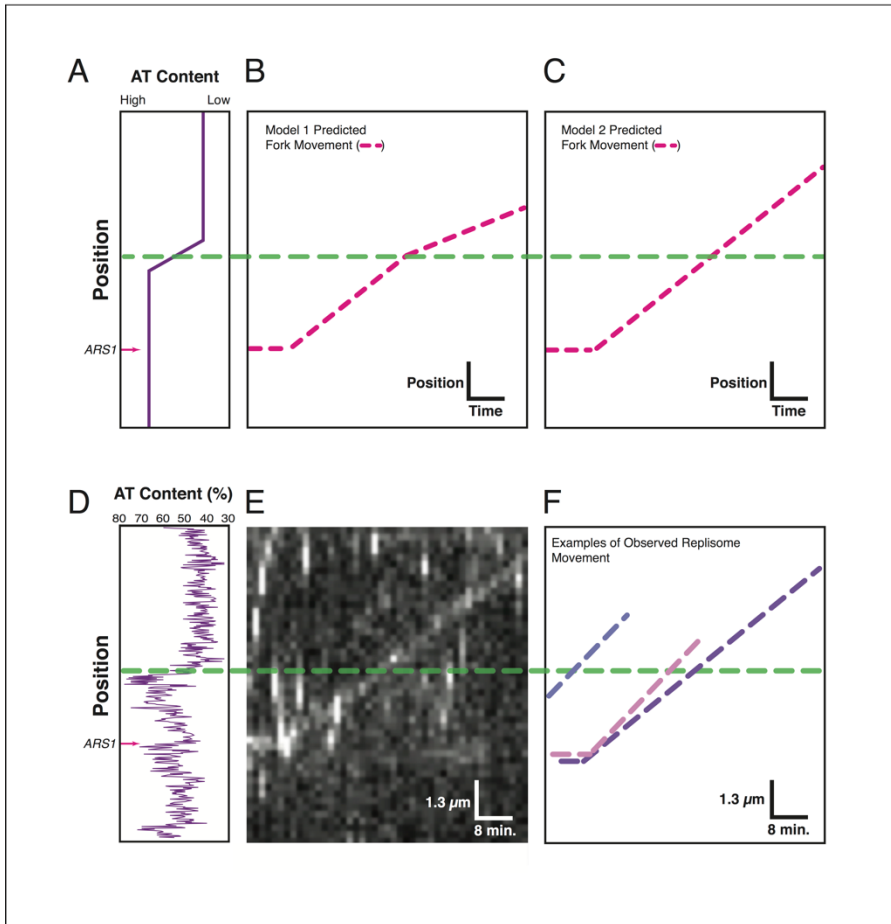 A
AT Content
High
Low
Position
ARS1
B
Model 1 Predicted
Fork Movement ( )
Position
Time
C
Model 2 Predicted
Fork Movement ( )
Position
Time
D
AT Content (%)
80 70 60 50 40 30
Position
ARS1
E
1.3 µm
8 min.
F
Examples of Observed Replisome
Movement
1.3 µm
8 min.